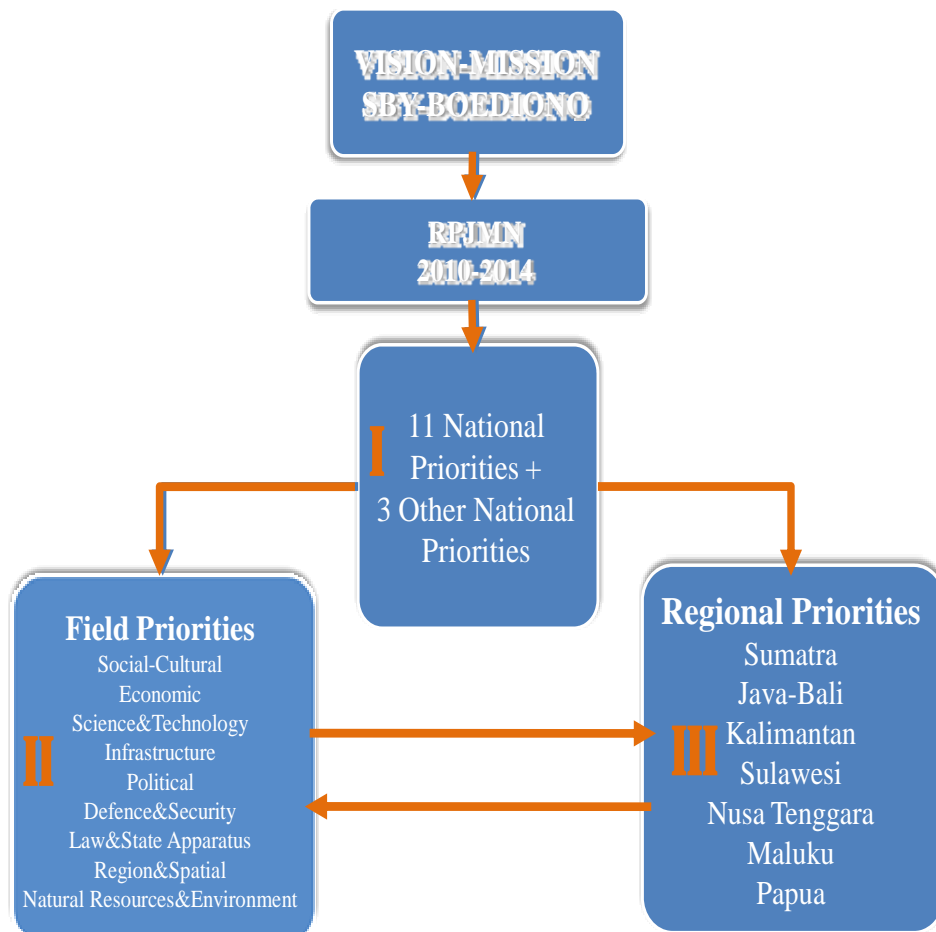 VISION-MISSION
SBY-BOEDIONO
RPJMN
2010-2014
I
11 National
Priorities +
3 Other National
Priorities
II
Field Priorities
Social-Cultural
Economic
Science&Technology
Infrastructure
Political
Defence&Security
Law&State Apparatus
Region&Spatial
Natural Resources&Environment
III
Regional Priorities
Sumatra
Java-Bali
Kalimantan
Sulawesi
Nusa Tenggara
Maluku
Papua